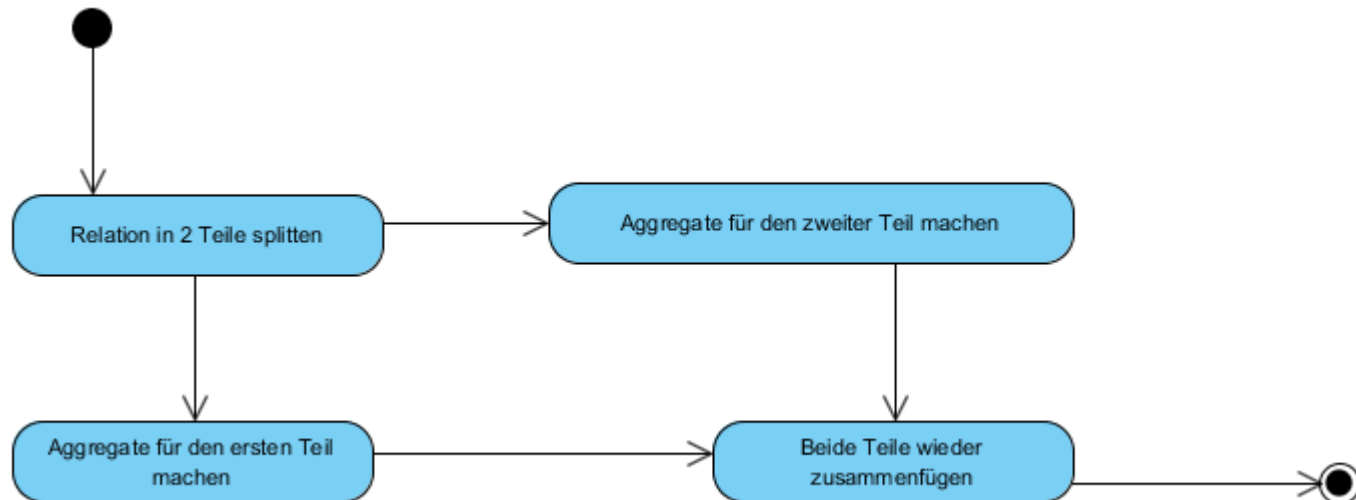 Relation in 2 Teile splitten
Aggregate für den zweiter Teil machen
Aggregate für den ersten Teil
machen
Beide Teile wieder
zusammenfügen